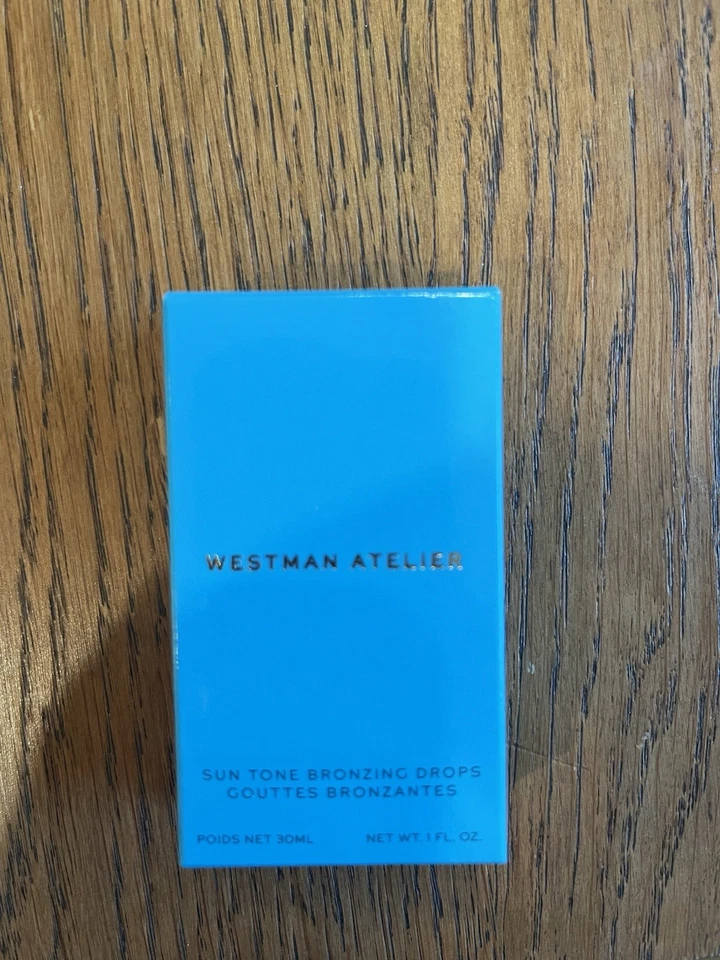 WESTMAN ATELIER
SUN TONE BRONZING DROPS
GOUTTES BRONZANTES
POIDS NET 30ML NET WT. 1 FL. OZ.